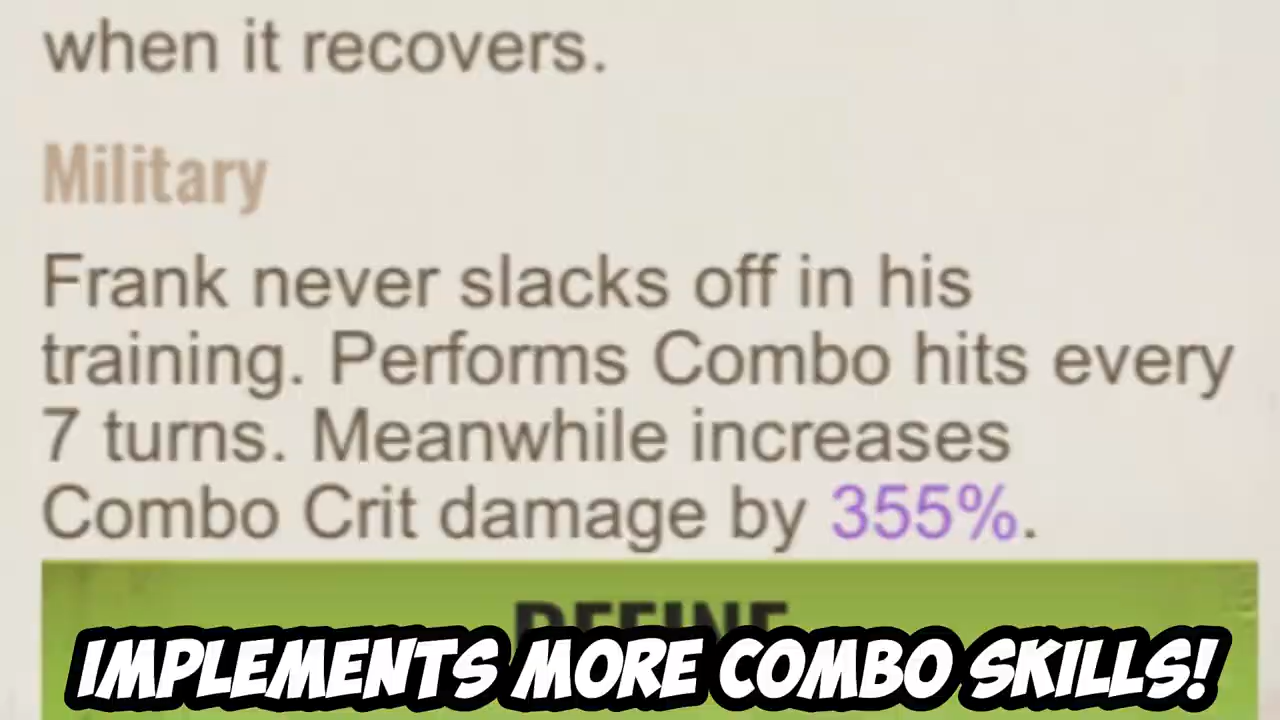 when it recovers.
Military
Frank never slacks off in his
training. Performs Combo hits every
7 turns. Meanwhile increases
Combo Crit damage by 355%.
IMPLEMENTS MORE COMBO SKILLS!